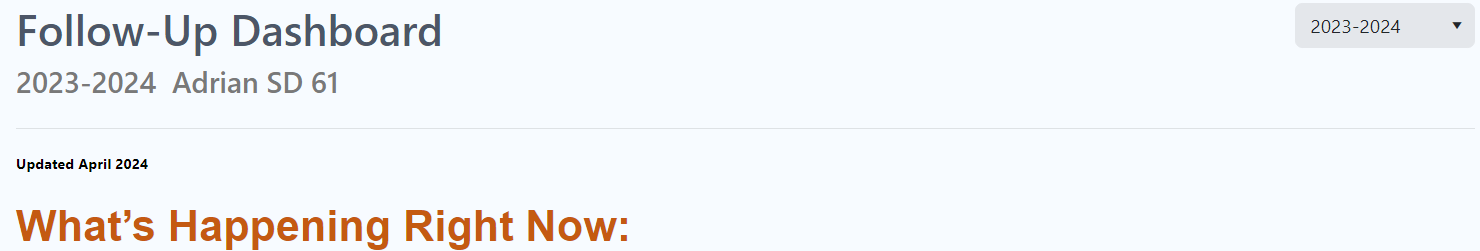 Follow-Up Dashboard
2023-2024
2023-2024 Adrian SD 61
Updated April 2024
What’s Happening Right Now: